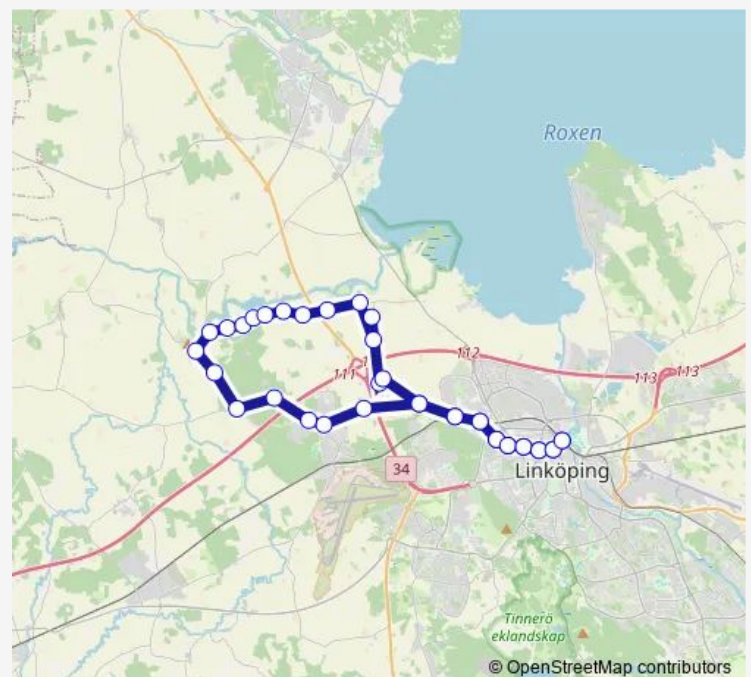 Roxen
112
113
113
111
34
Linköping
Tinnerö
eklandskap
© OpenStreetMap contributors